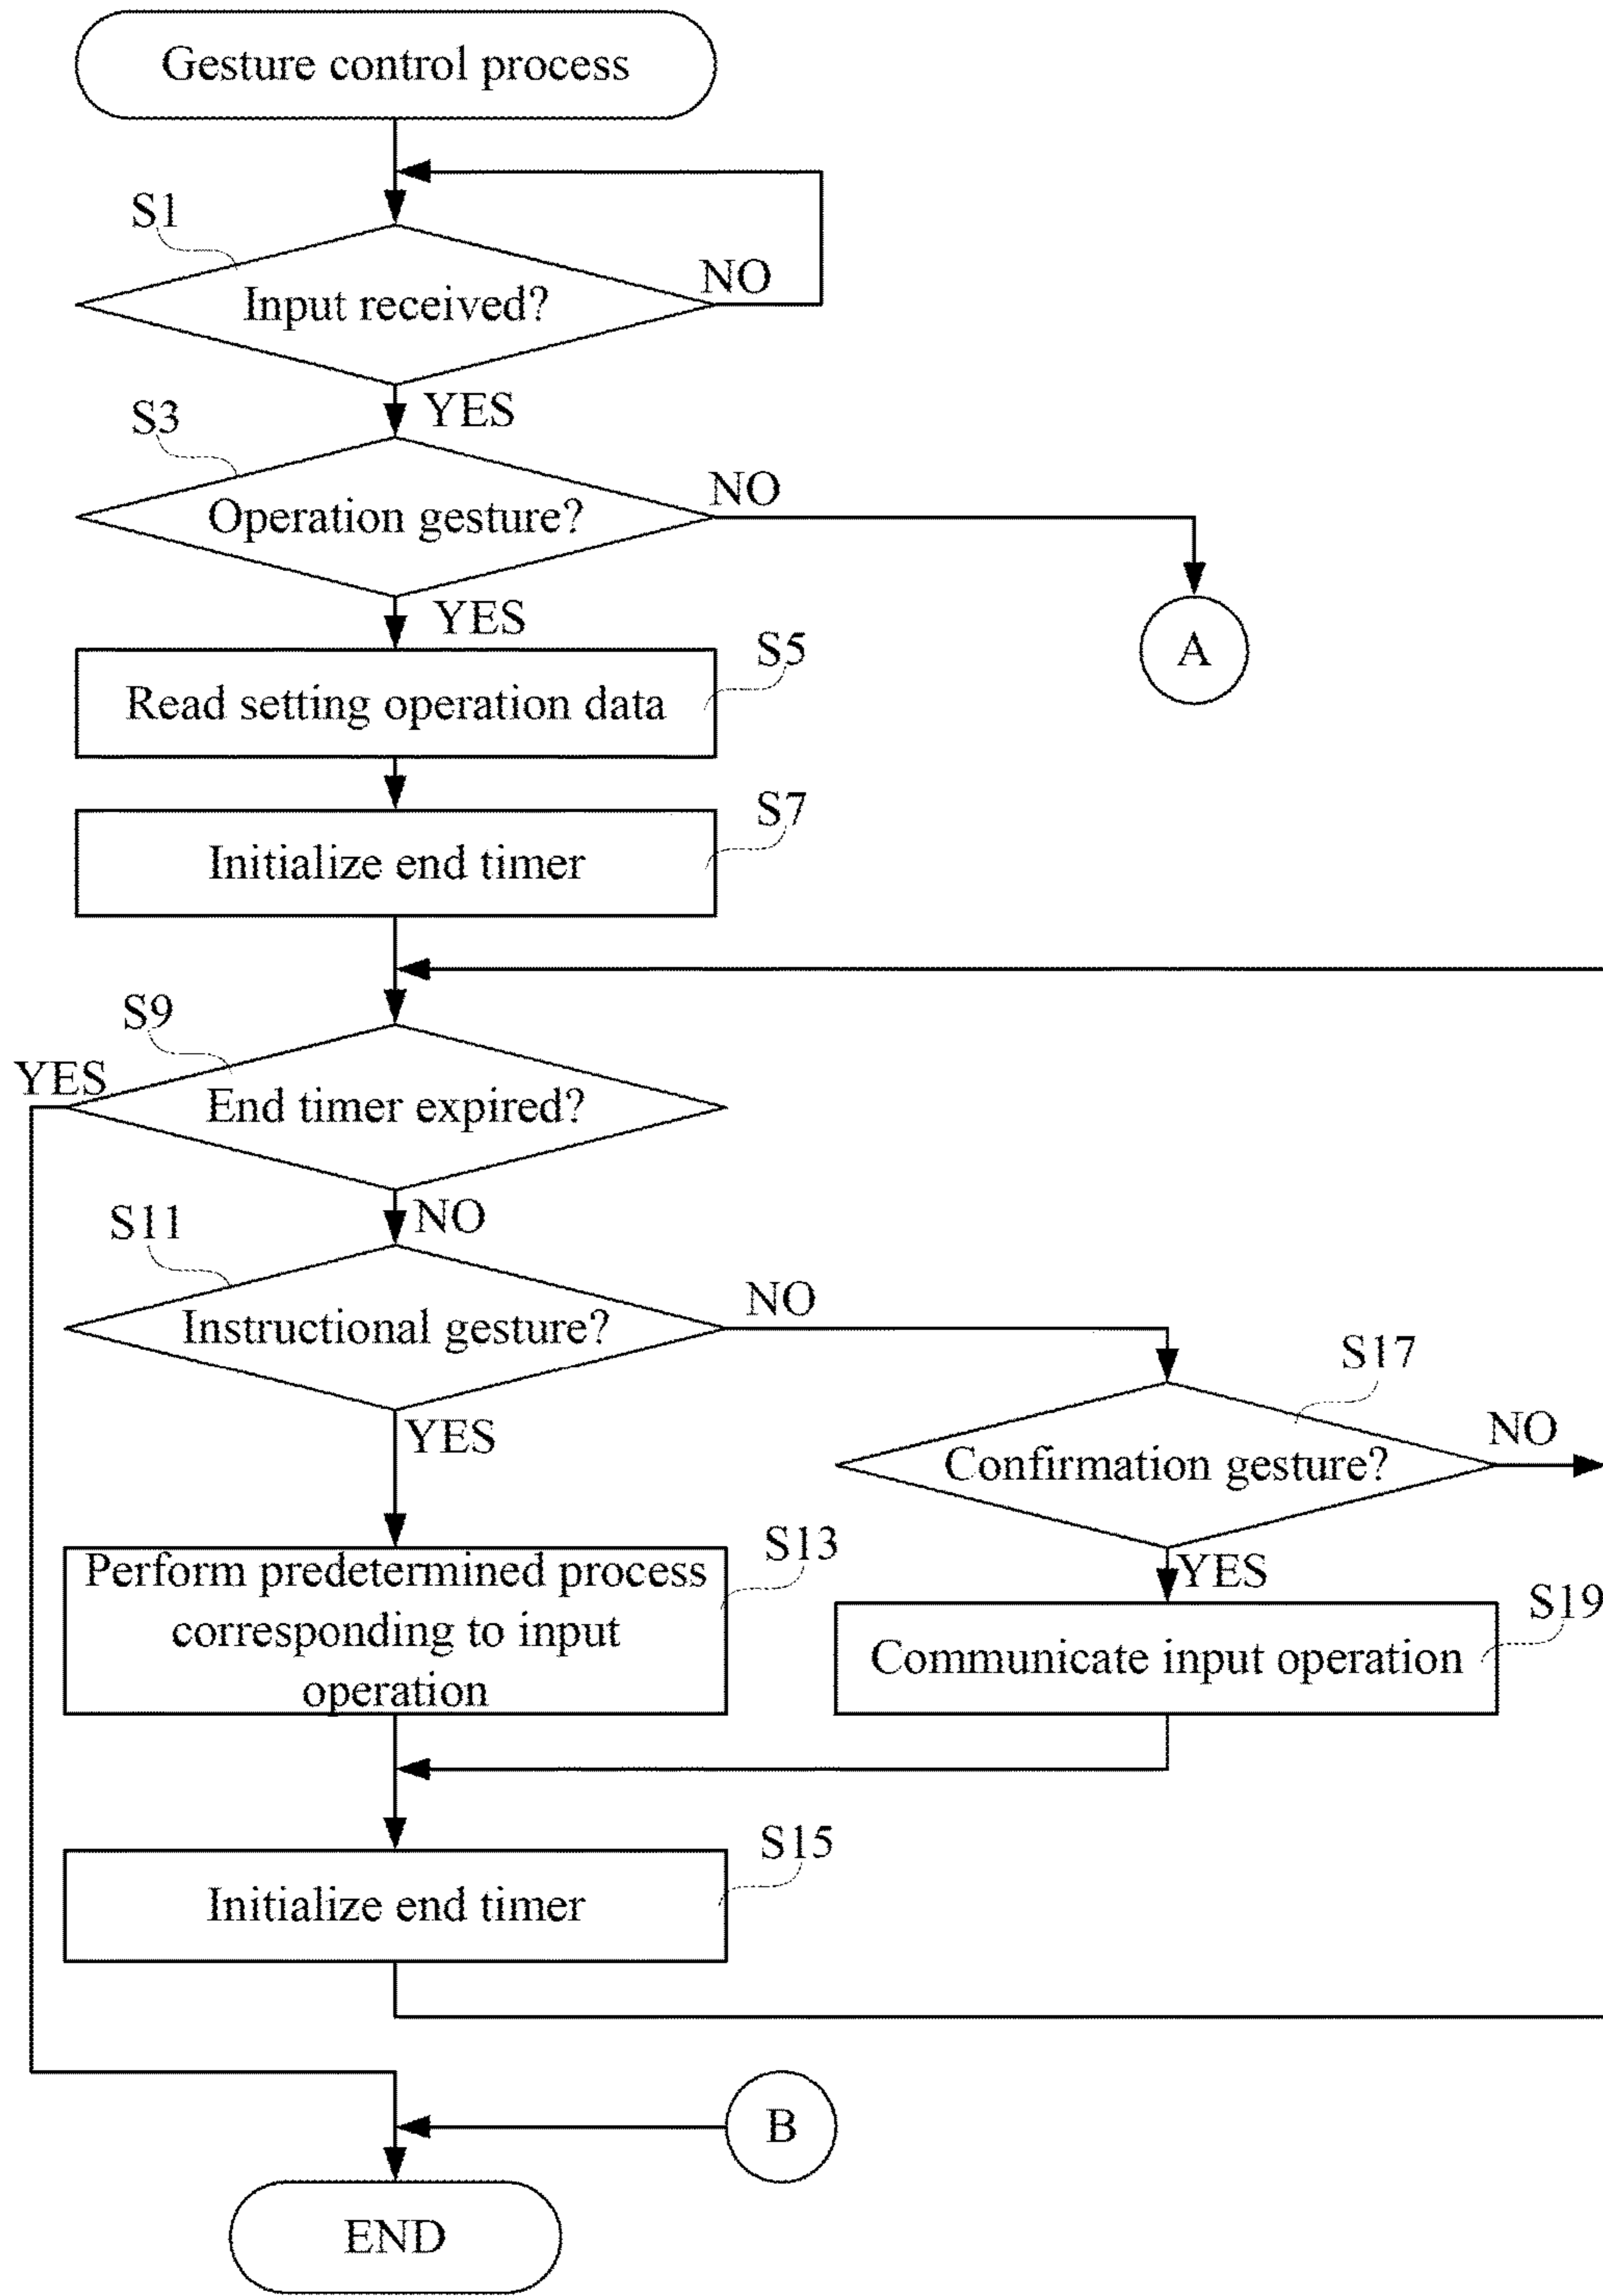 Gesture control process
S1
NO
Input received?
YES
S3
NO
Operation gesture?
YES
A
S5
Read setting operation data
S7
Initialize end timer
S9
YES
End timer expired?
NO
S11
NO
Instructional gesture?
S17
YES
NO
Confirmation gesture?
S13
YES
Perform predetermined process
corresponding to input
operation
S19
Communicate input operation
S15
Initialize end timer
B
END